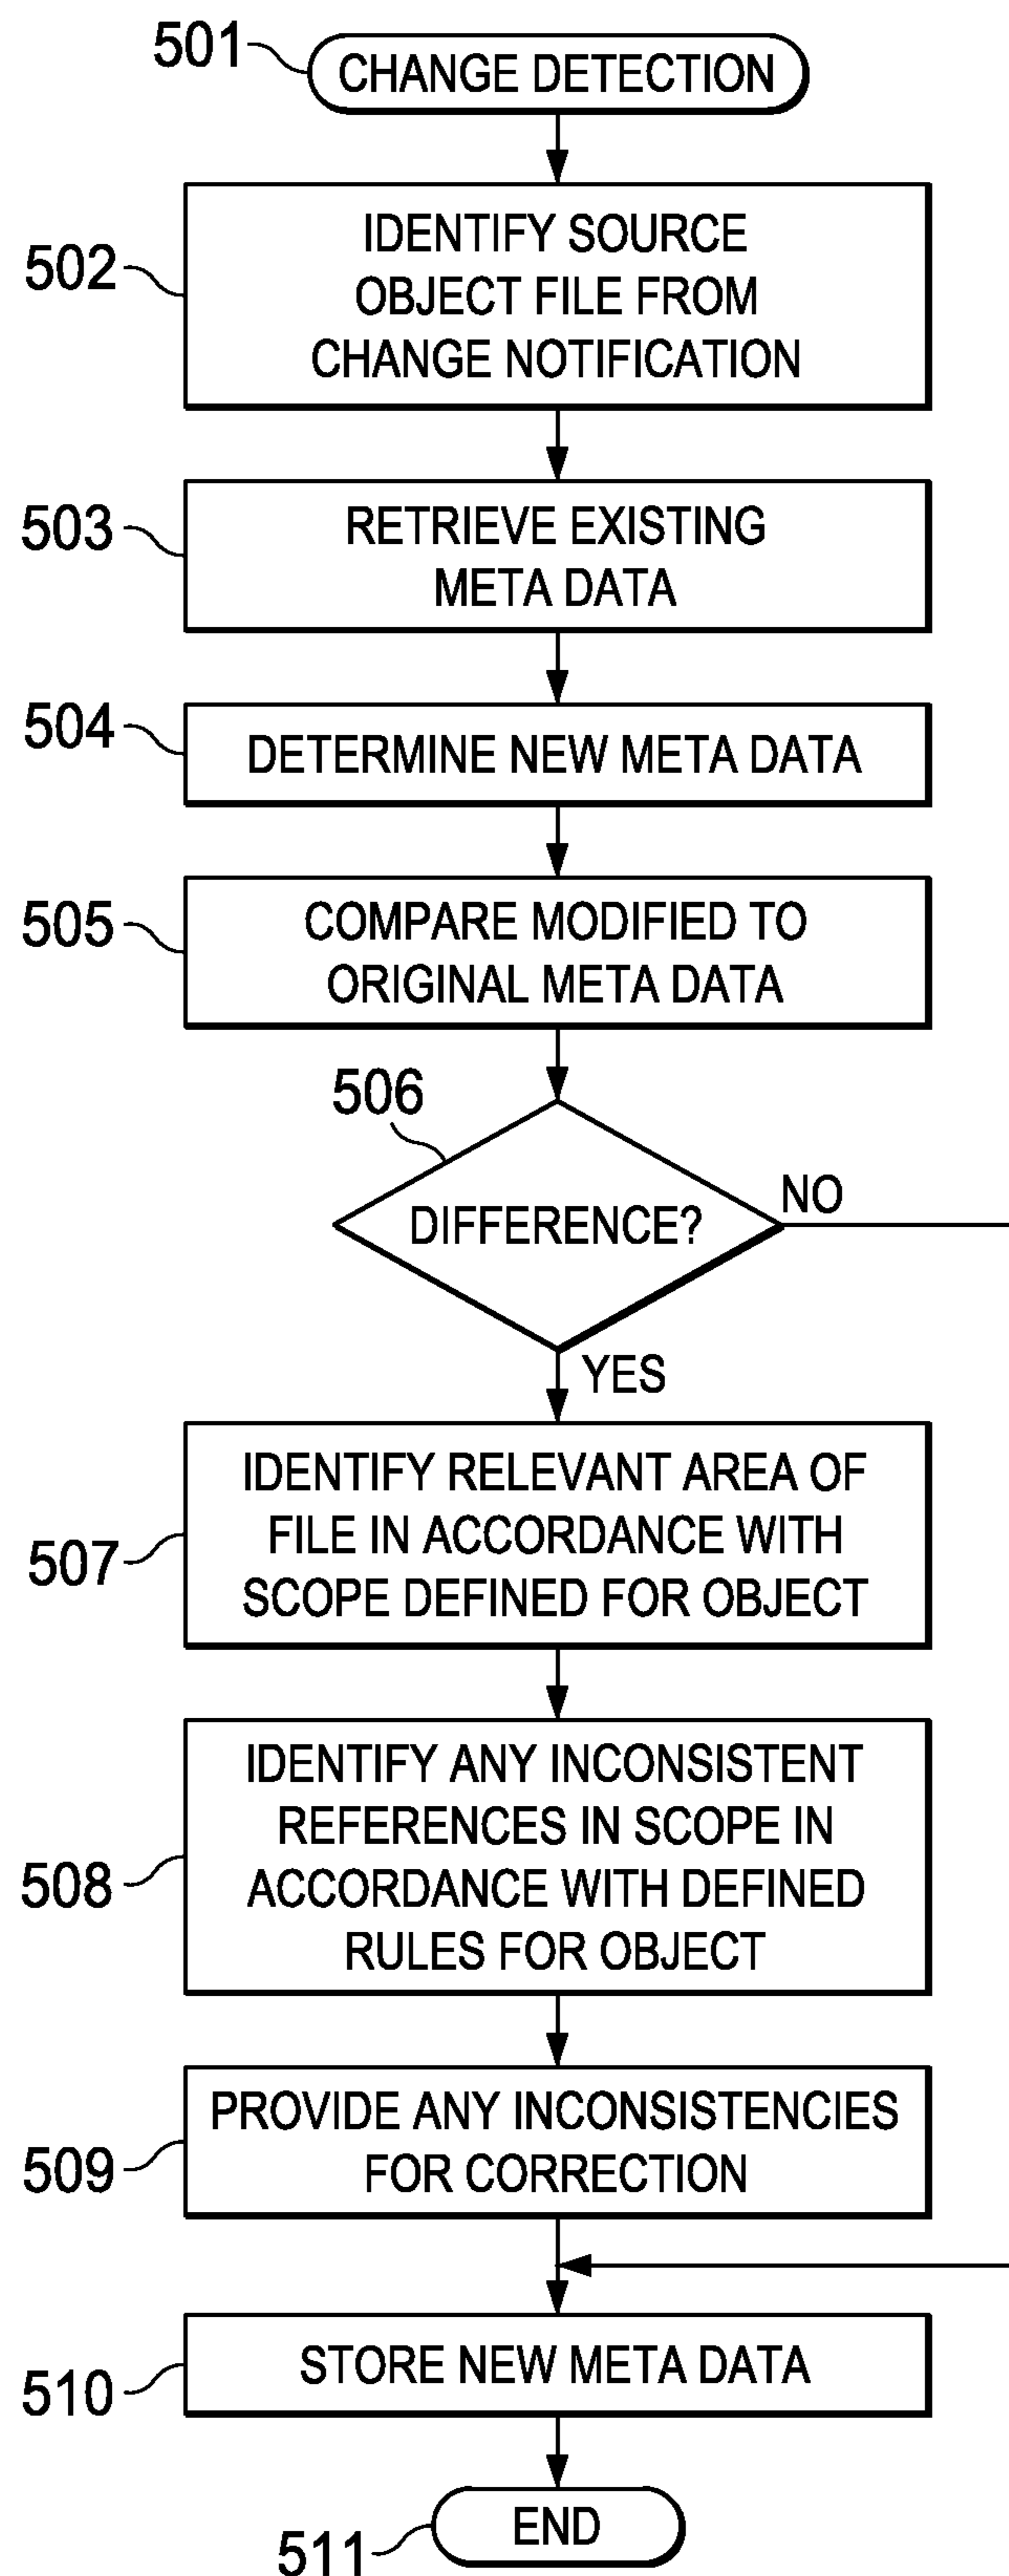 501
CHANGE DETECTION
502
IDENTIFY SOURCE
OBJECT FILE FROM
CHANGE NOTIFICATION
503
RETRIEVE EXISTING
META DATA
504
DETERMINE NEW META DATA
505
COMPARE MODIFIED TO
ORIGINAL META DATA
506
DIFFERENCE?
NO
YES
507
IDENTIFY RELEVANT AREA OF
FILE IN ACCORDANCE WITH
SCOPE DEFINED FOR OBJECT
508
IDENTIFY ANY INCONSISTENT
REFERENCES IN SCOPE IN
ACCORDANCE WITH DEFINED
RULES FOR OBJECT
509
PROVIDE ANY INCONSISTENCIES
FOR CORRECTION
510
STORE NEW META DATA
511
END